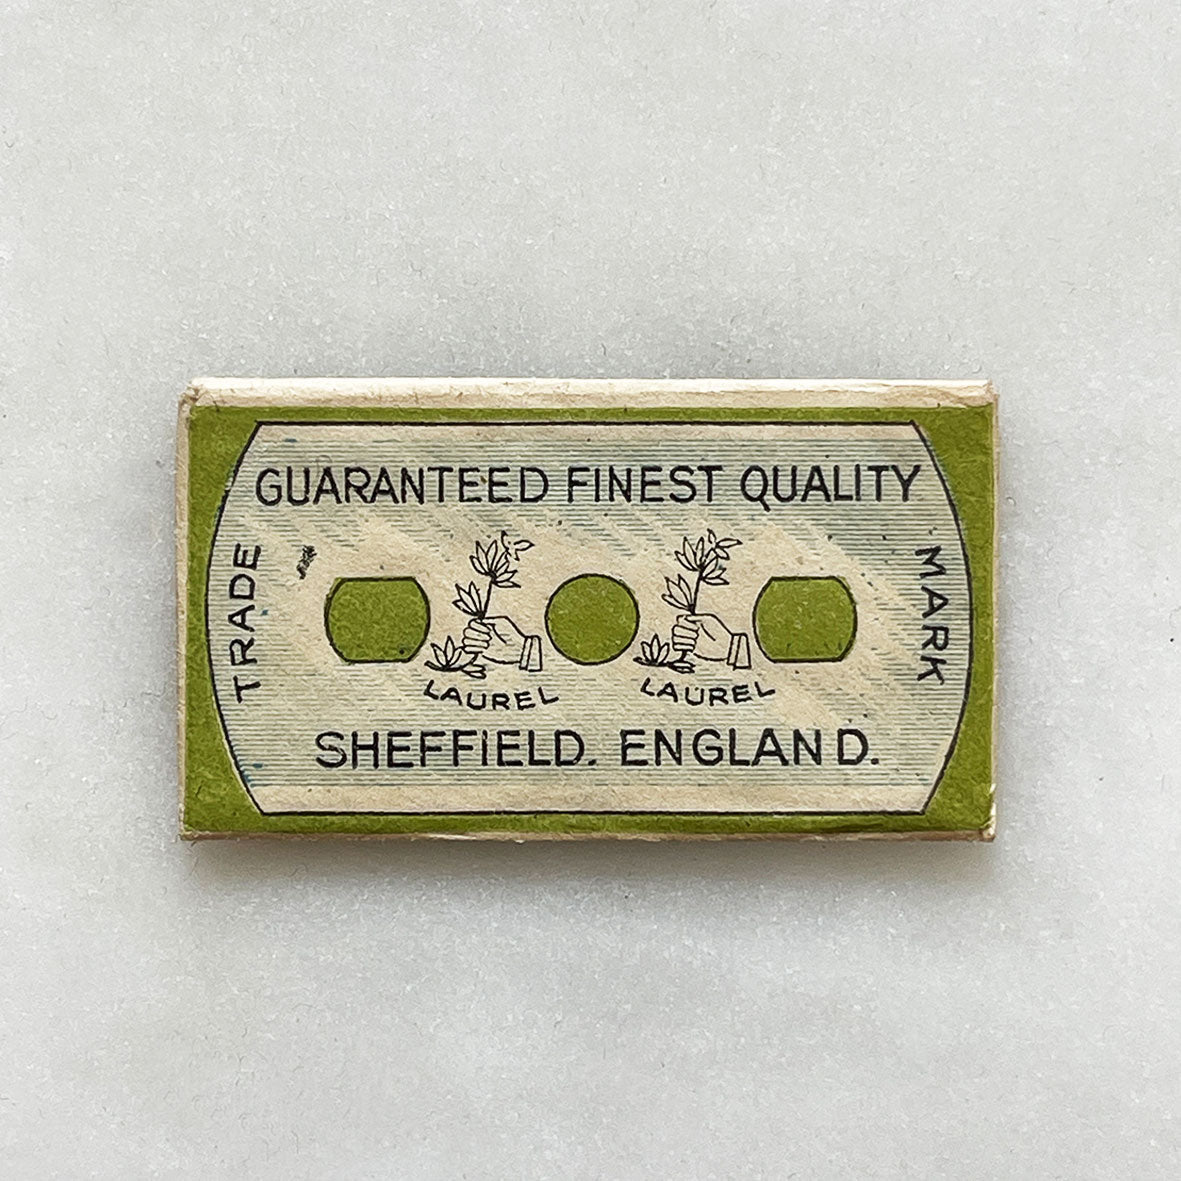 GUARANTEED FINEST QUALITY
TRADE
MARK
LAUREL
LAUREL
SHEFFIELD. ENGLAND.